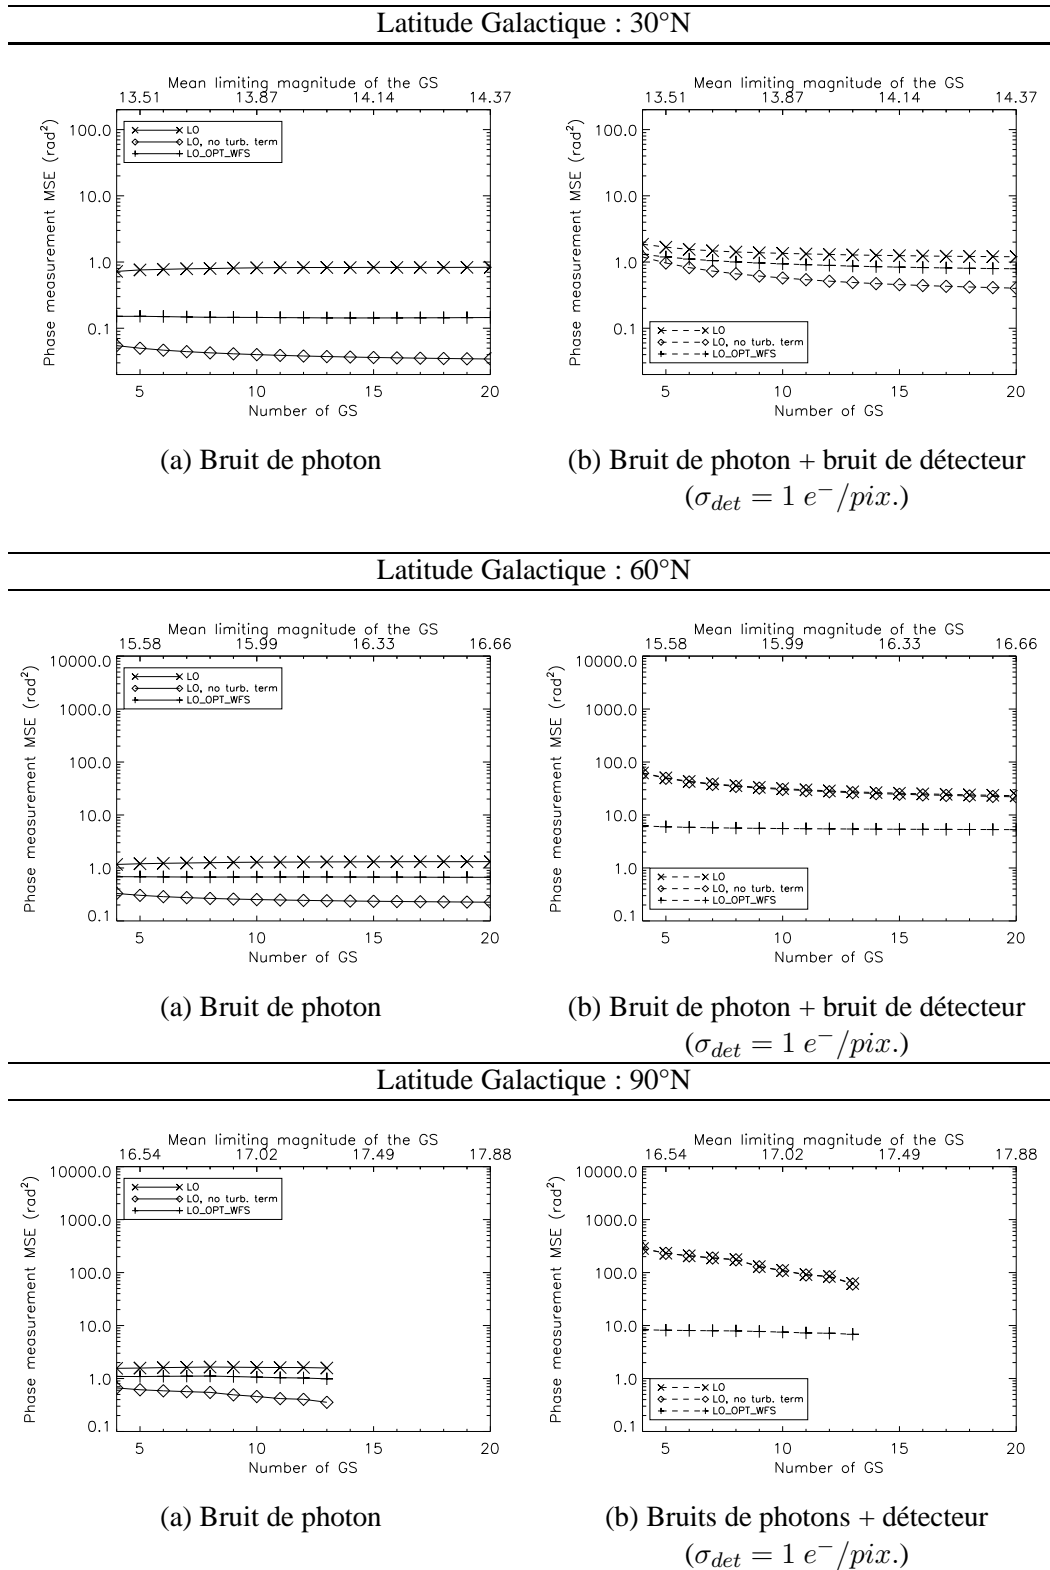 Latitude Galactique : 30°N
Mean limiting magnitude of the GS
13.51 13.87 14.14 14.37
Phase measurement MSE (rad²)
100.0
10.0
1.0
0.1
LO
LO, no turb. term
LO_OPT_WFS
5 10 15 20
Number of GS
(a) Bruit de photon
Mean limiting magnitude of the GS
13.51 13.87 14.14 14.37
Phase measurement MSE (rad²)
100.0
10.0
1.0
0.1
LO
LO, no turb. term
LO_OPT_WFS
5 10 15 20
Number of GS
(b) Bruit de photon + bruit de détecteur
(σdet = 1 e⁻/pix.)
Latitude Galactique : 60°N
Mean limiting magnitude of the GS
15.58 15.99 16.33 16.66
Phase measurement MSE (rad²)
10000.0
1000.0
100.0
10.0
1.0
0.1
LO
LO, no turb. term
LO_OPT_WFS
5 10 15 20
Number of GS
(a) Bruit de photon
Mean limiting magnitude of the GS
15.58 15.99 16.33 16.66
Phase measurement MSE (rad²)
10000.0
1000.0
100.0
10.0
1.0
0.1
LO
LO, no turb. term
LO_OPT_WFS
5 10 15 20
Number of GS
(b) Bruit de photon + bruit de détecteur
(σdet = 1 e⁻/pix.)
Latitude Galactique : 90°N
Mean limiting magnitude of the GS
16.54 17.02 17.49 17.88
Phase measurement MSE (rad²)
10000.0
1000.0
100.0
10.0
1.0
0.1
LO
LO, no turb. term
LO_OPT_WFS
5 10 15 20
Number of GS
(a) Bruit de photon
Mean limiting magnitude of the GS
16.54 17.02 17.49 17.88
Phase measurement MSE (rad²)
10000.0
1000.0
100.0
10.0
1.0
0.1
LO
LO, no turb. term
LO_OPT_WFS
5 10 15 20
Number of GS
(b) Bruits de photons + détecteur
(σdet = 1 e⁻/pix.)